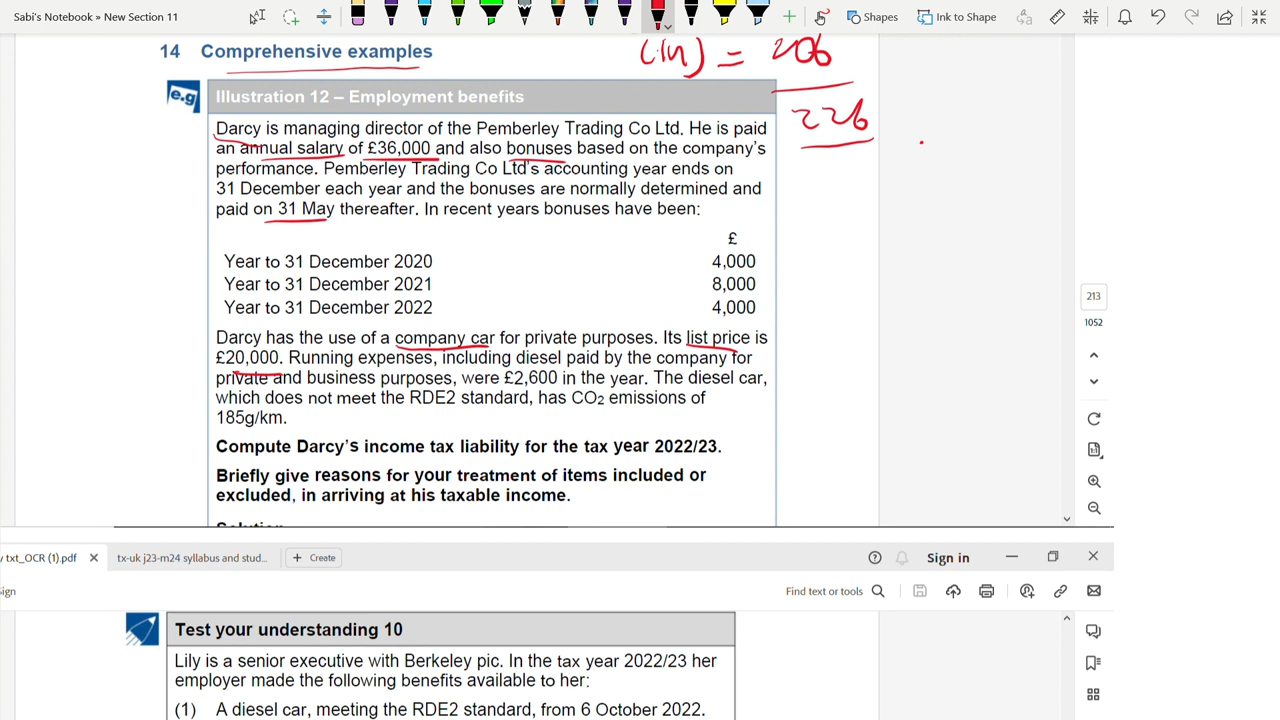 Sabi's Notebook » New Section 11
Shapes
Ink to Shape
14 Comprehensive examples
= 206
226
e.g
Illustration 12 – Employment benefits
Darcy is managing director of the Pemberley Trading Co Ltd. He is paid
an annual salary of £36,000 and also bonuses based on the company's
performance. Pemberley Trading Co Ltd's accounting year ends on
31 December each year and the bonuses are normally determined and
paid on 31 May thereafter. In recent years bonuses have been:
£
Year to 31 December 2020 4,000
Year to 31 December 2021 8,000
Year to 31 December 2022 4,000
Darcy has the use of a company car for private purposes. Its list price is
£20,000. Running expenses, including diesel paid by the company for
private and business purposes, were £2,600 in the year. The diesel car,
which does not meet the RDE2 standard, has CO2 emissions of
185g/km.
Compute Darcy's income tax liability for the tax year 2022/23.
Briefly give reasons for your treatment of items included or
excluded, in arriving at his taxable income.
Solution
213
1052
y txt_OCR (1).pdf
tx-uk j23-m24 syllabus and stud...
+ Create
Sign in
ign
Find text or tools
Test your understanding 10
Lily is a senior executive with Berkeley pic. In the tax year 2022/23 her
employer made the following benefits available to her:
(1) A diesel car, meeting the RDE2 standard, from 6 October 2022.